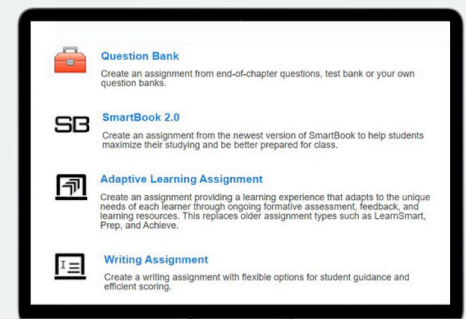 Question Bank
Create an assignment from end-of-chapter questions, test bank or your own
question banks.
SB
SmartBook 2.0
Create an assignment from the newest version of SmartBook to help students
maximize their studying and be better prepared for class.
Adaptive Learning Assignment
Create an assignment providing a learning experience that adapts to the unique
needs of each learner through ongoing formative assessment, feedback, and
learning resources. This replaces older assignment types such as LearnSmart,
Prep, and Achieve.
Writing Assignment
Create a writing assignment with flexible options for student guidance and
efficient scoring.